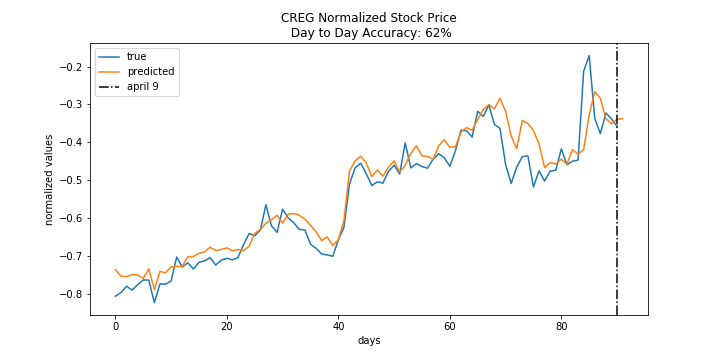 CREG Normalized Stock Price
Day to Day Accuracy: 62%
true
predicted
april 9
normalized values
−0.2
−0.3
−0.4
−0.5
−0.6
−0.7
−0.8
0
20
40
60
80
days